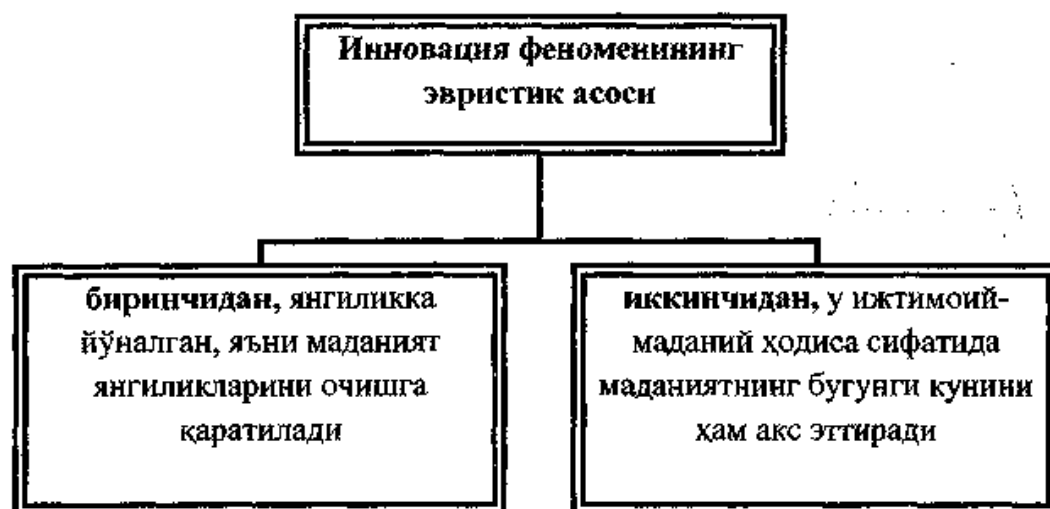 Инновация феноменининг
эвристик асоси
биринчидан, янгиликка
йўналган, яъни маданият
янгиликларини очишга
қаратилади
иккинчидан, у ижтимоий-
маданий ҳодиса сифатида
маданиятнинг бугунги кунини
ҳам акс эттиради